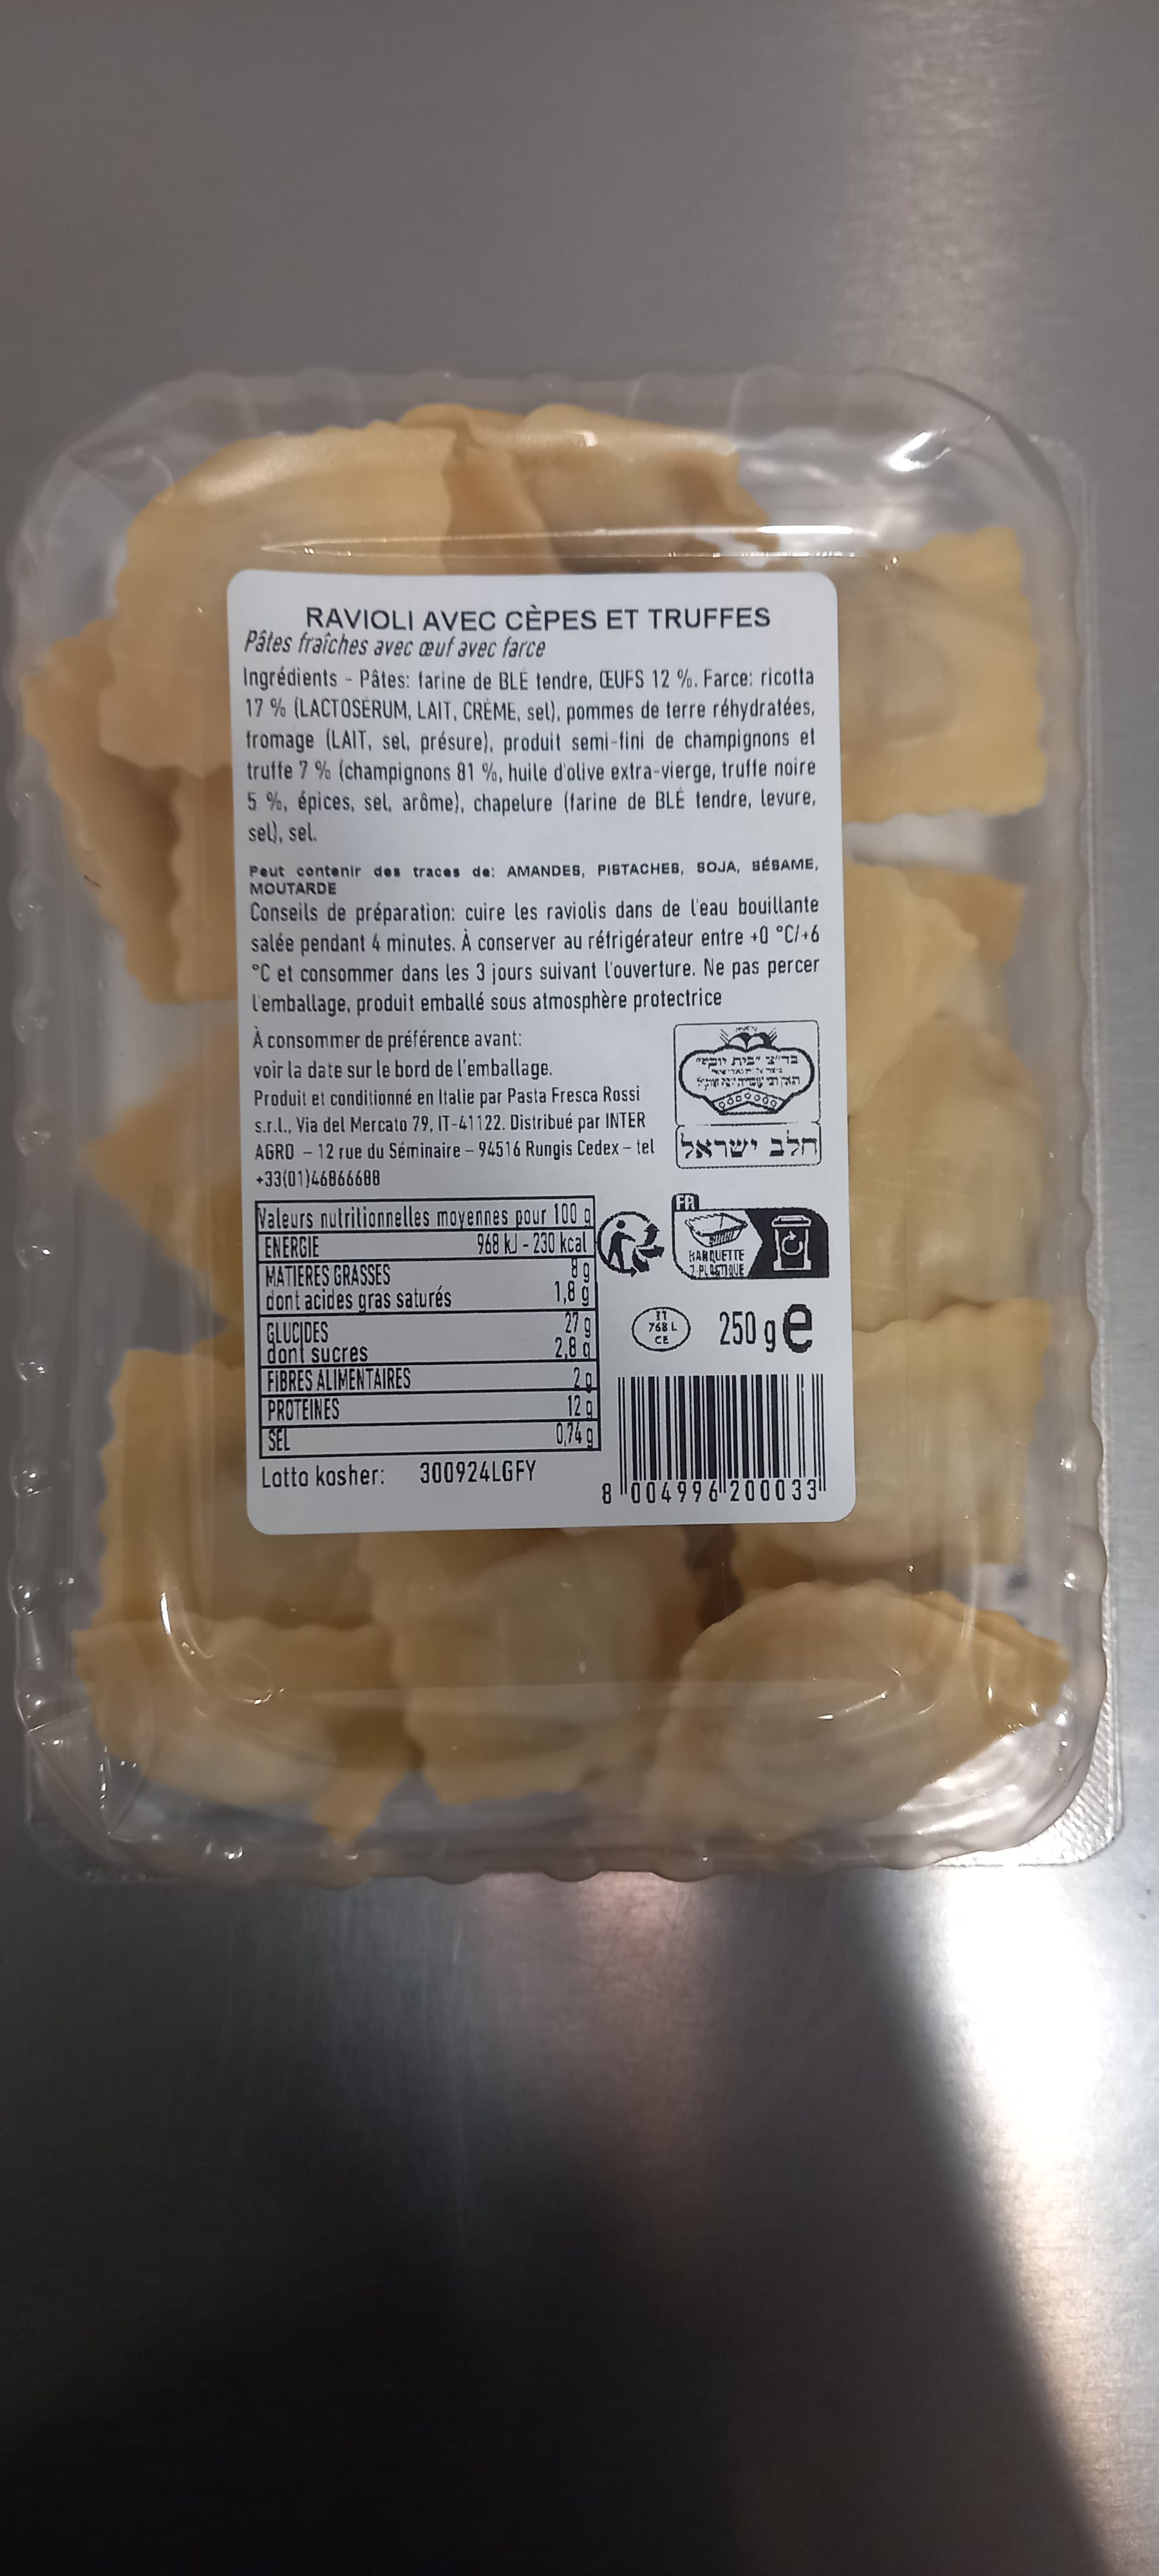 RAVIOLI AVEC CÈPES ET TRUFFES
Pâtes fraîches avec œuf avec farce
Ingrédients - Pâtes: farine de BLÉ tendre, ŒUFS 12 %. Farce: ricotta
17 % (LACTOSÉRUM, LAIT, CRÈME, sel), pommes de terre réhydratées,
fromage (LAIT, sel, présure), produit semi-fini de champignons et
truffe 7 % (champignons 81 %, huile d'olive extra-vierge, truffe noire
5 %, épices, sel, arôme), chapelure (farine de BLÉ tendre, levure,
sel), sel.
Peut contenir des traces de: AMANDES, PISTACHES, SOJA, SÉSAME,
MOUTARDE
Conseils de préparation: cuire les raviolis dans de l'eau bouillante
salée pendant 4 minutes. À conserver au réfrigérateur entre +0 °C/+6
°C et consommer dans les 3 jours suivant l'ouverture. Ne pas percer
l'emballage, produit emballé sous atmosphère protectrice
À consommer de préférence avant:
voir la date sur le bord de l'emballage.
Produit et conditionné en Italie par Pasta Fresca Rossi
s.r.l., Via del Mercato 79, IT-41122. Distribué par INTER
AGRO – 12 rue du Séminaire – 94516 Rungis Cedex – tel
+33(01)46866688
בד"צ "בית יוסף"
חלב ישראל
Valeurs nutritionnelles moyennes pour 100 g
ENERGIE 968 kJ - 230 kcal
MATIERES GRASSES 8 g
dont acides gras saturés 1,8 g
GLUCIDES 27 g
dont sucres 2,8 g
FIBRES ALIMENTAIRES 2 g
PROTEINES 12 g
SEL 0,74 g
FR
BARQUETTE
PLASTIQUE
IT
768 L
CE
250 g e
Lotto kosher: 300924LGFY
8 004996 200033